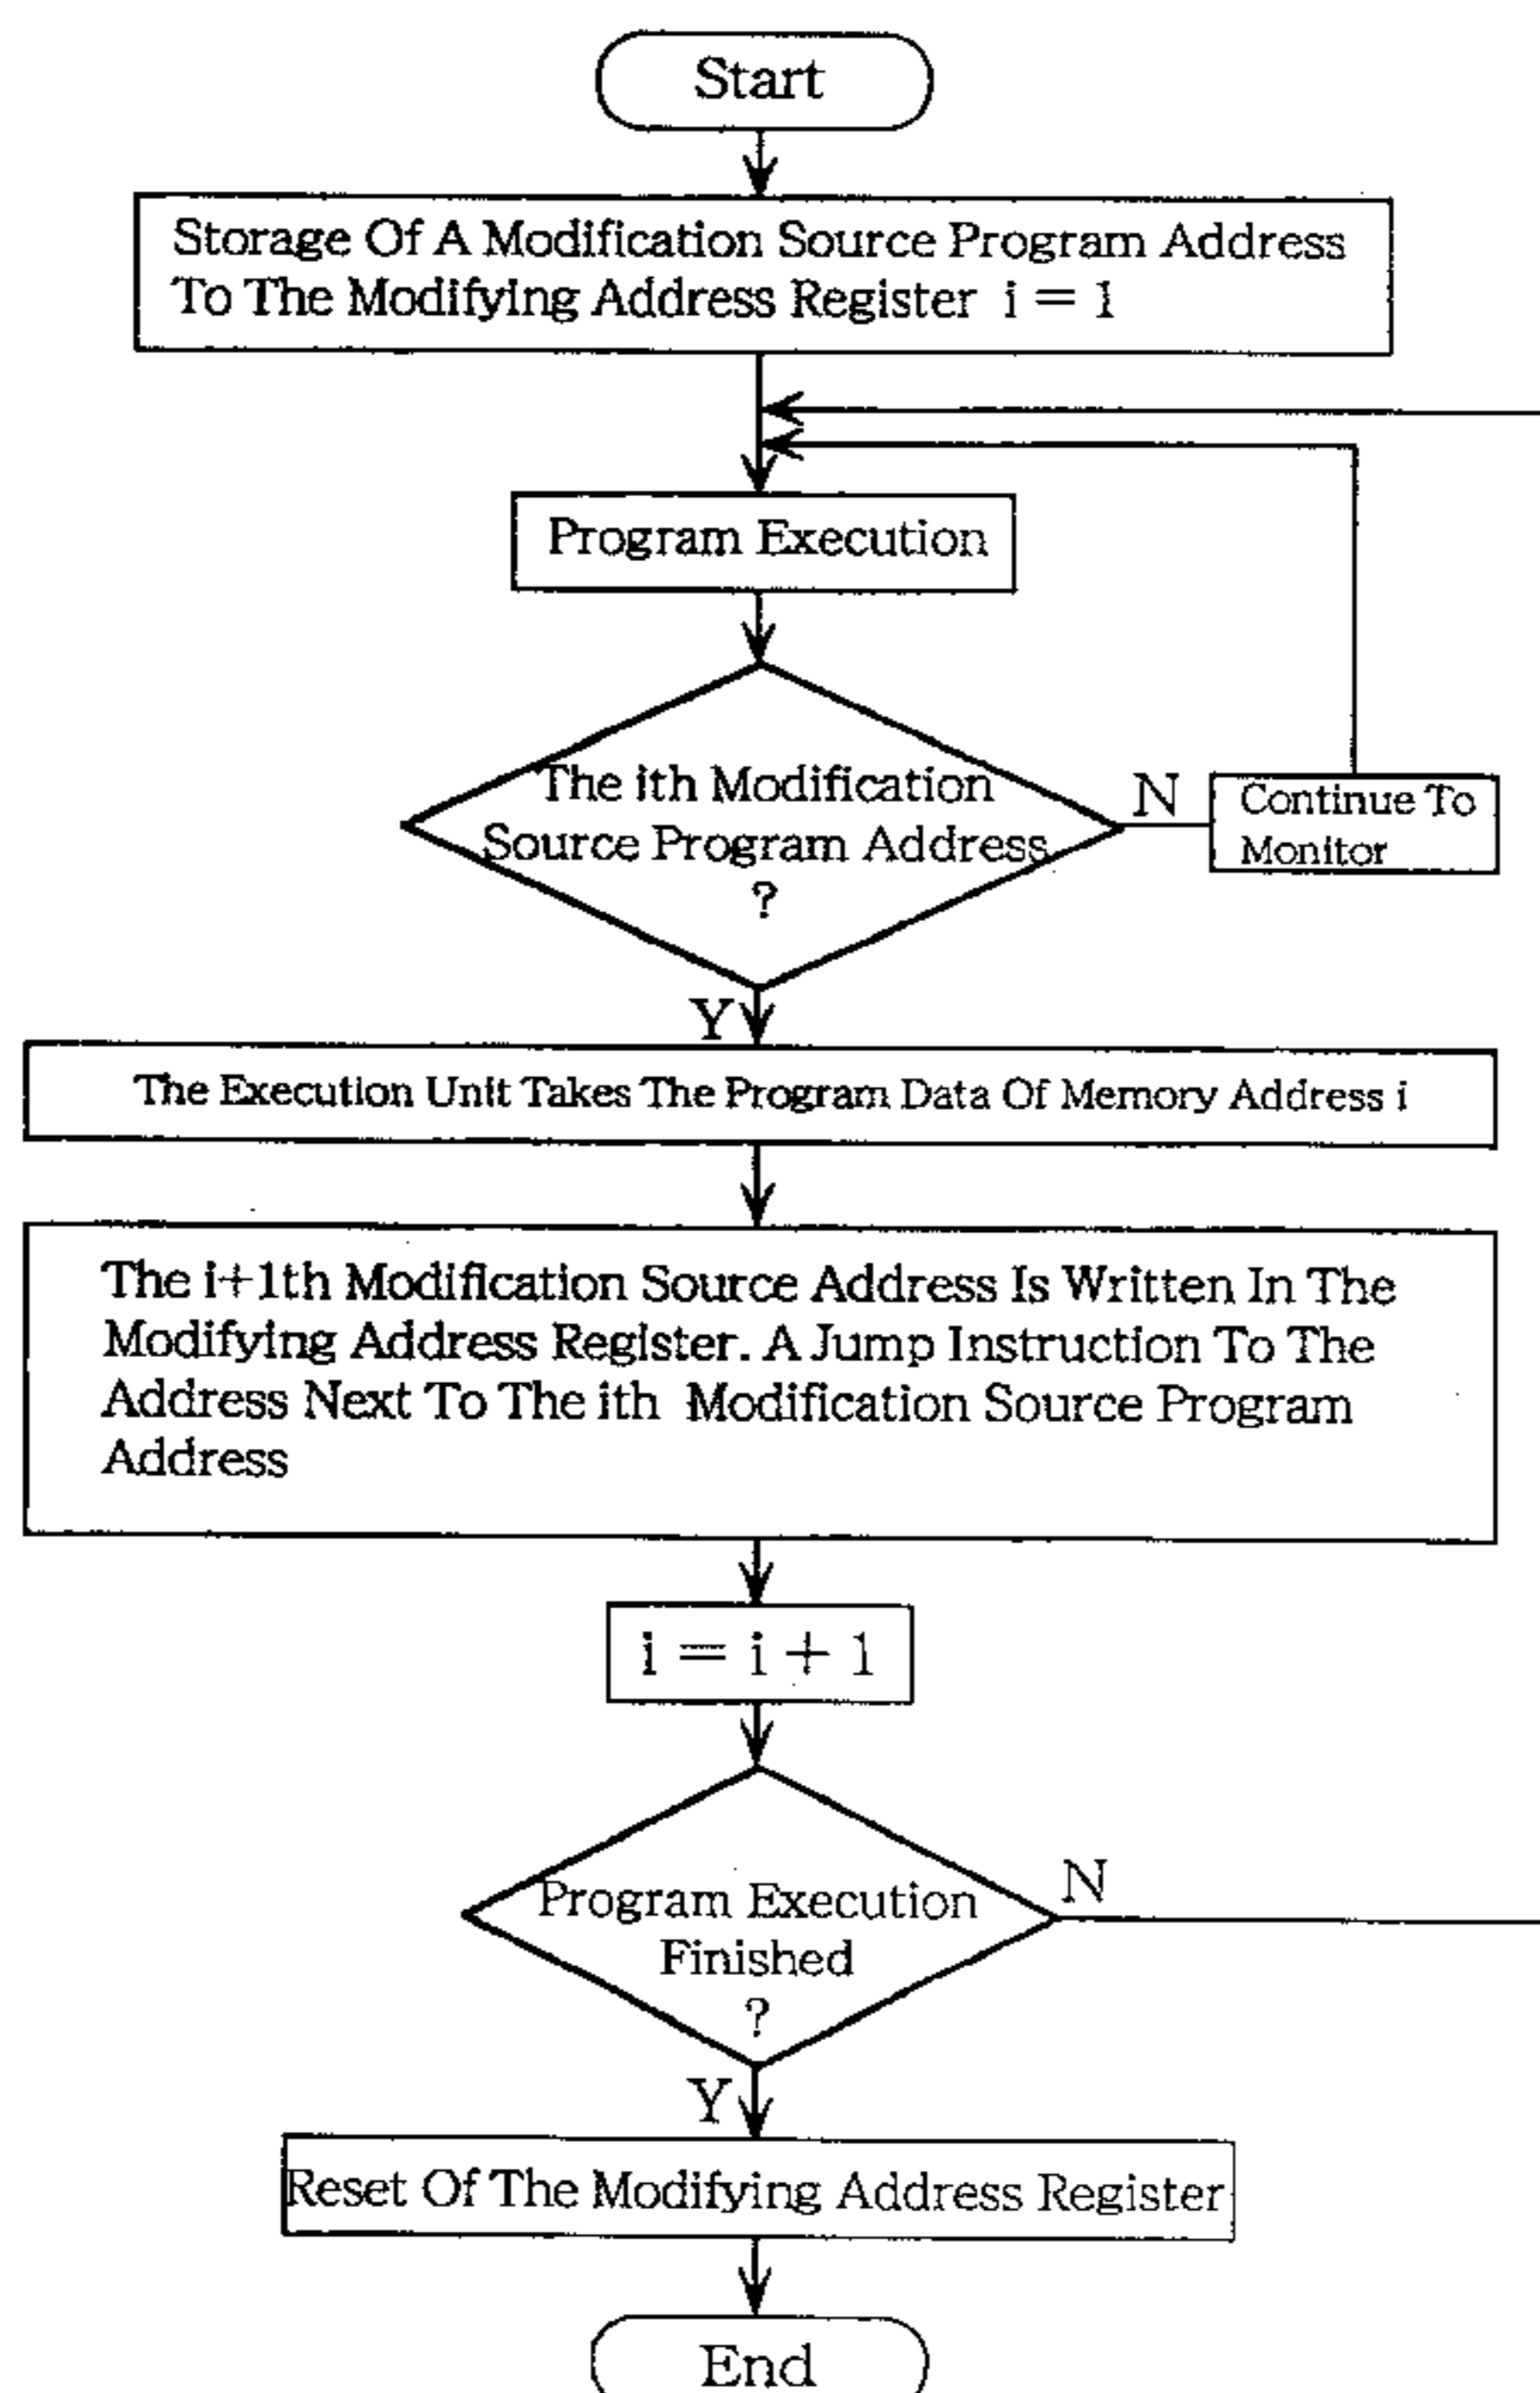 Start
Storage Of A Modification Source Program Address
To The Modifying Address Register i = 1
Program Execution
The ith Modification
Source Program Address
?
N
Continue To
Monitor
Y
The Execution Unit Takes The Program Data Of Memory Address i
The i+1th Modification Source Address Is Written In The
Modifying Address Register. A Jump Instruction To The
Address Next To The ith Modification Source Program
Address
i = i + 1
Program Execution
Finished
?
N
Y
Reset Of The Modifying Address Register
End